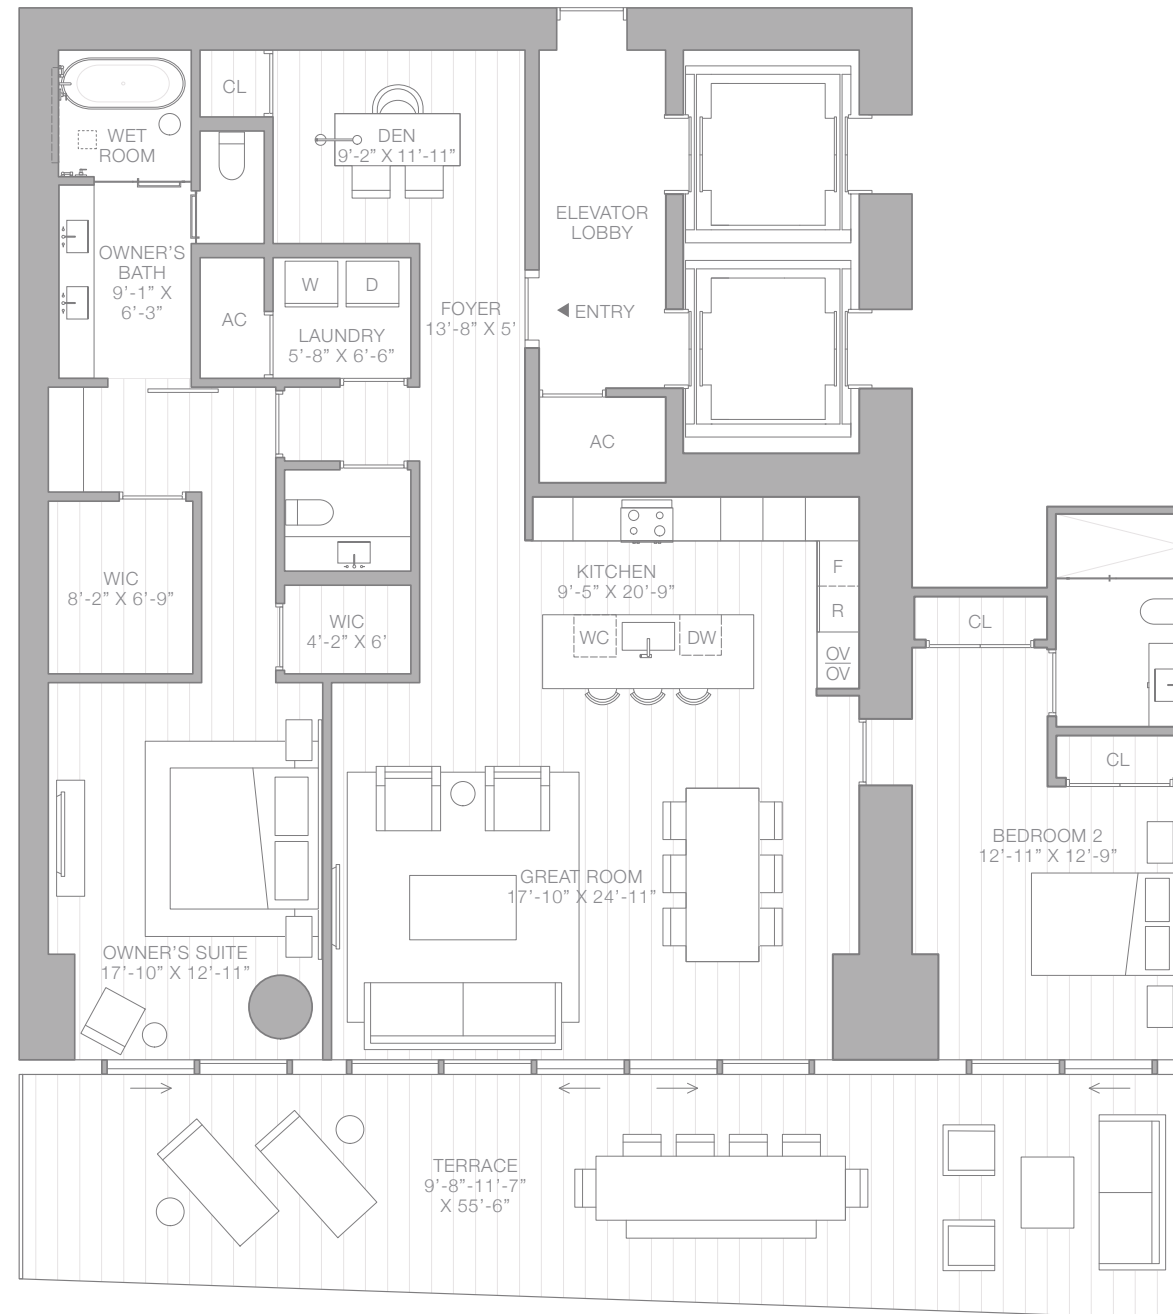 CL
WET
ROOM
DEN
9’-2” X 11’-11”
ELEVATOR
LOBBY
OWNER’S
BATH
9’-1” X
6’-3”
W
D
AC
LAUNDRY
5’-8” X 6’-6”
FOYER
13’-8” X 5’
ENTRY
AC
KITCHEN
9’-5” X 20’-9”
F
R
WC
DW
OV
OV
WIC
8’-2” X 6’-9”
WIC
4’-2” X 6’
CL
CL
BEDROOM 2
12’-11” X 12’-9”
GREAT ROOM
17’-10” X 24’-11”
OWNER’S SUITE
17’-10” X 12’-11”
TERRACE
9’-8”-11’-7”
X 55’-6”